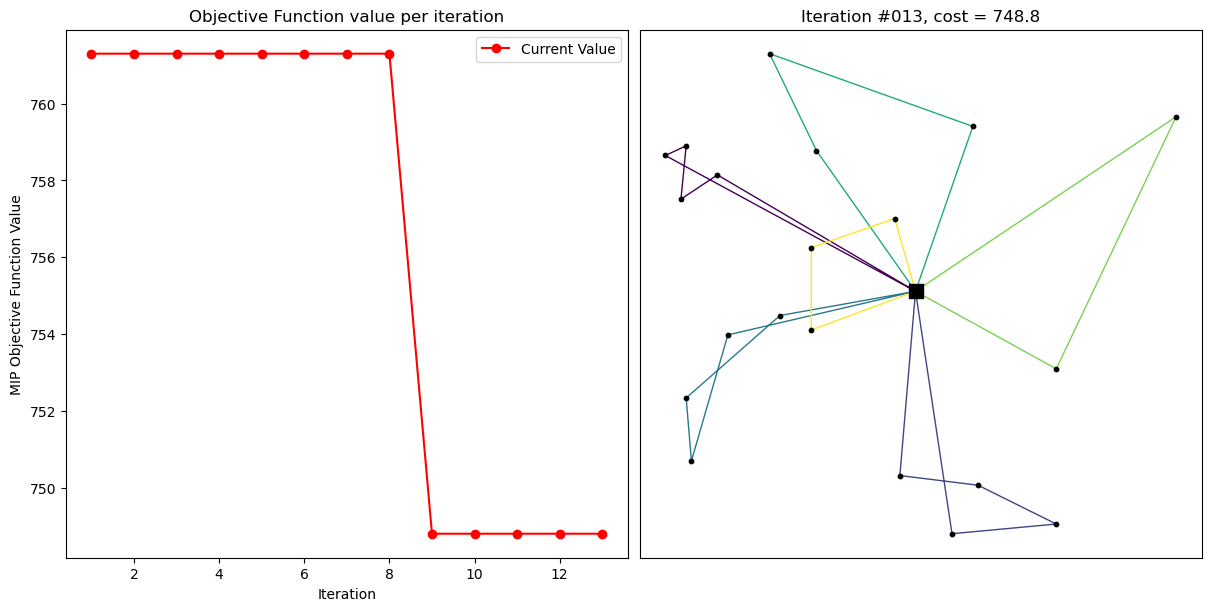 Objective Function value per iteration
Current Value
MIP Objective Function Value
760
758
756
754
752
750
2 4 6 8 10 12
Iteration
Iteration #013, cost = 748.8